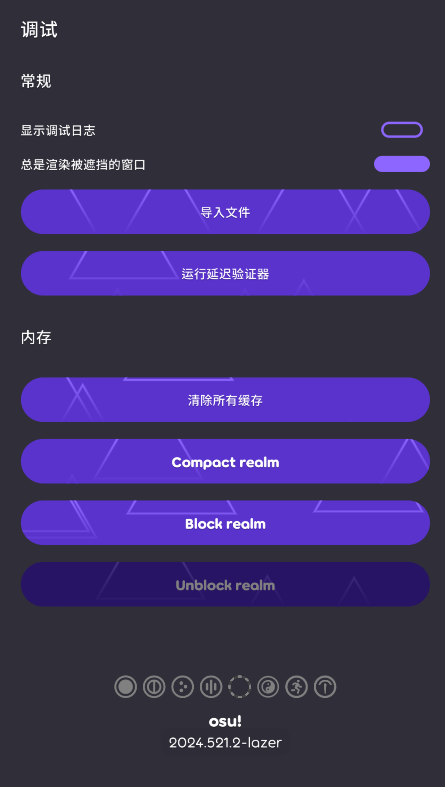 调试
常规
显示调试日志
总是渲染被遮挡的窗口
导入文件
运行延迟验证器
内存
清除所有缓存
Compact realm
Block realm
Unblock realm
osu!
2024.521.2-lazer